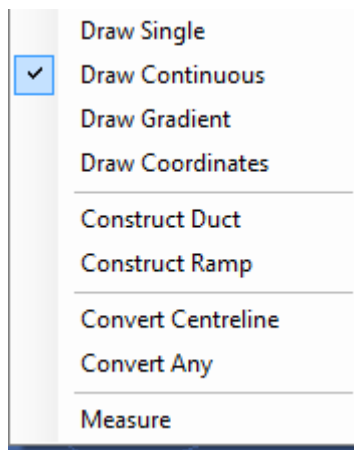 Draw Single
Draw Continuous
Draw Gradient
Draw Coordinates
Construct Duct
Construct Ramp
Convert Centreline
Convert Any
Measure